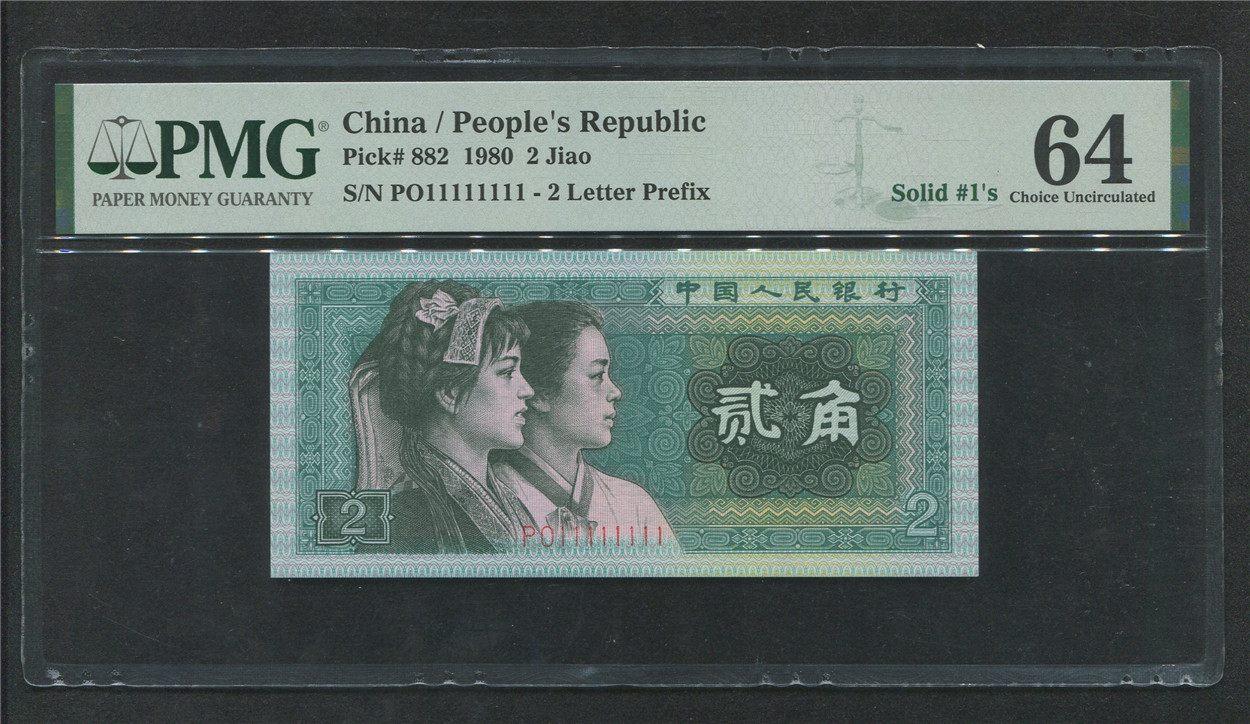 PMG®
PAPER MONEY GUARANTY
China / People's Republic
Pick# 882 1980 2 Jiao
S/N PO11111111 - 2 Letter Prefix
Solid #1's
64
Choice Uncirculated
中国人民银行
贰角
2
2
PO11111111